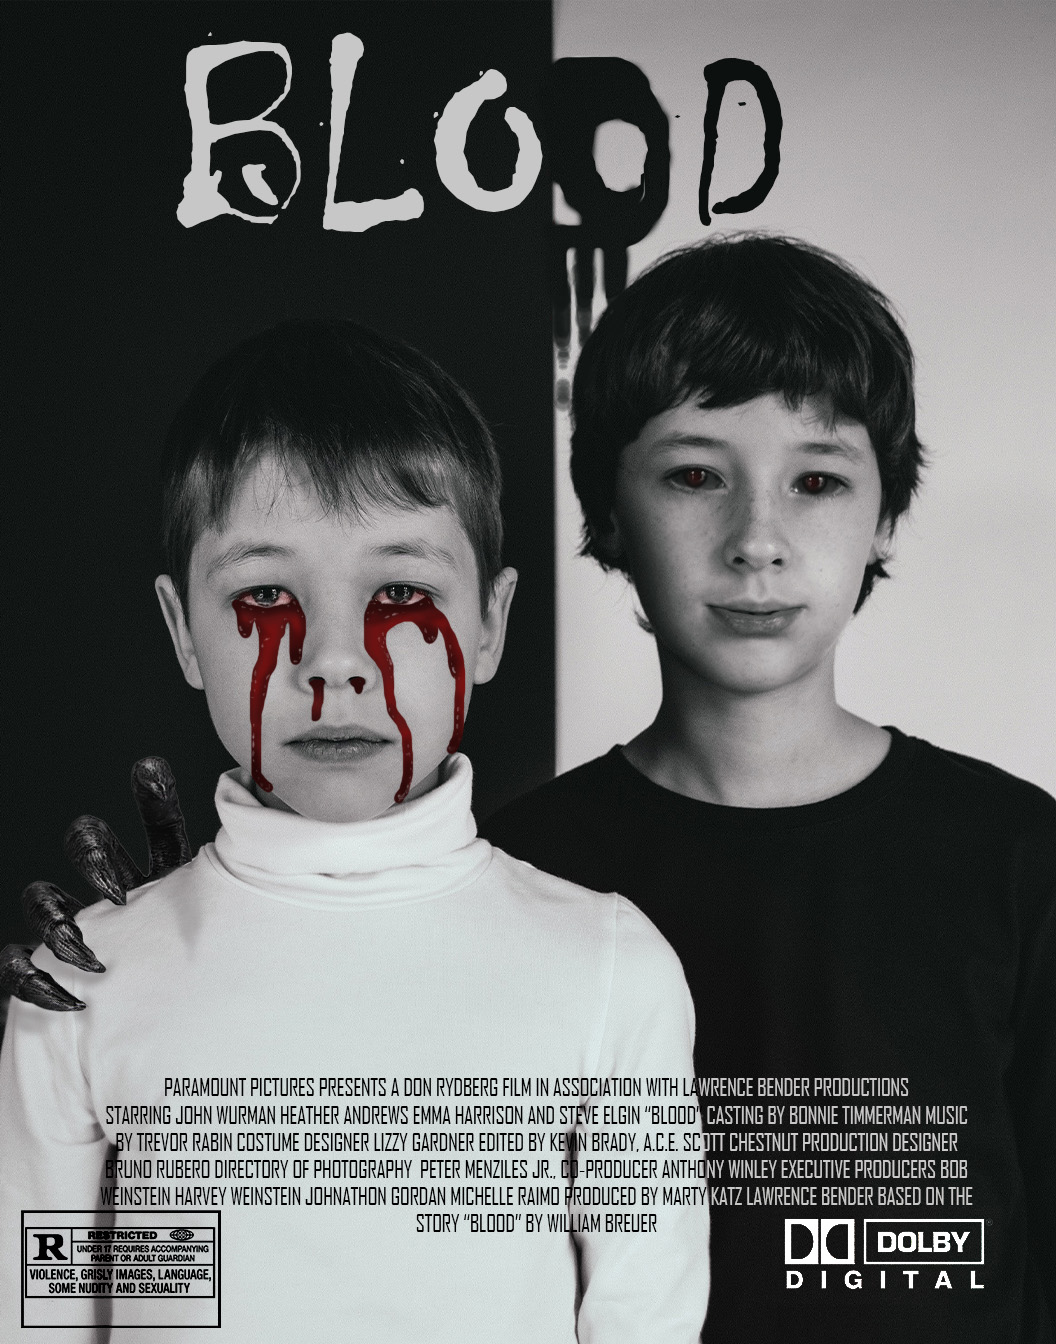 BLOOD
PARAMOUNT PICTURES PRESENTS A DON RYDBERG FILM IN ASSOCIATION WITH LAWRENCE BENDER PRODUCTIONS
STARRING JOHN WURMAN HEATHER ANDREWS EMMA HARRISON AND STEVE ELGIN “BLOOD” CASTING BY BONNIE TIMMERMAN MUSIC
BY TREVOR RABIN COSTUME DESIGNER LIZZY GARDNER EDITED BY KEVIN BRADY, A.C.E. SCOTT CHESTNUT PRODUCTION DESIGNER
BRUNO RUBERO DIRECTORY OF PHOTOGRAPHY PETER MENZILES JR., CO-PRODUCER ANTHONY WINLEY EXECUTIVE PRODUCERS BOB
WEINSTEIN HARVEY WEINSTEIN JOHNATHON GORDAN MICHELLE RAIMO PRODUCED BY MARTY KATZ LAWRENCE BENDER BASED ON THE
STORY “BLOOD” BY WILLIAM BREUER
R RESTRICTED
UNDER 17 REQUIRES ACCOMPANYING
PARENT OR ADULT GUARDIAN
VIOLENCE, GRISLY IMAGES, LANGUAGE,
SOME NUDITY AND SEXUALITY
DOLBY
DIGITAL